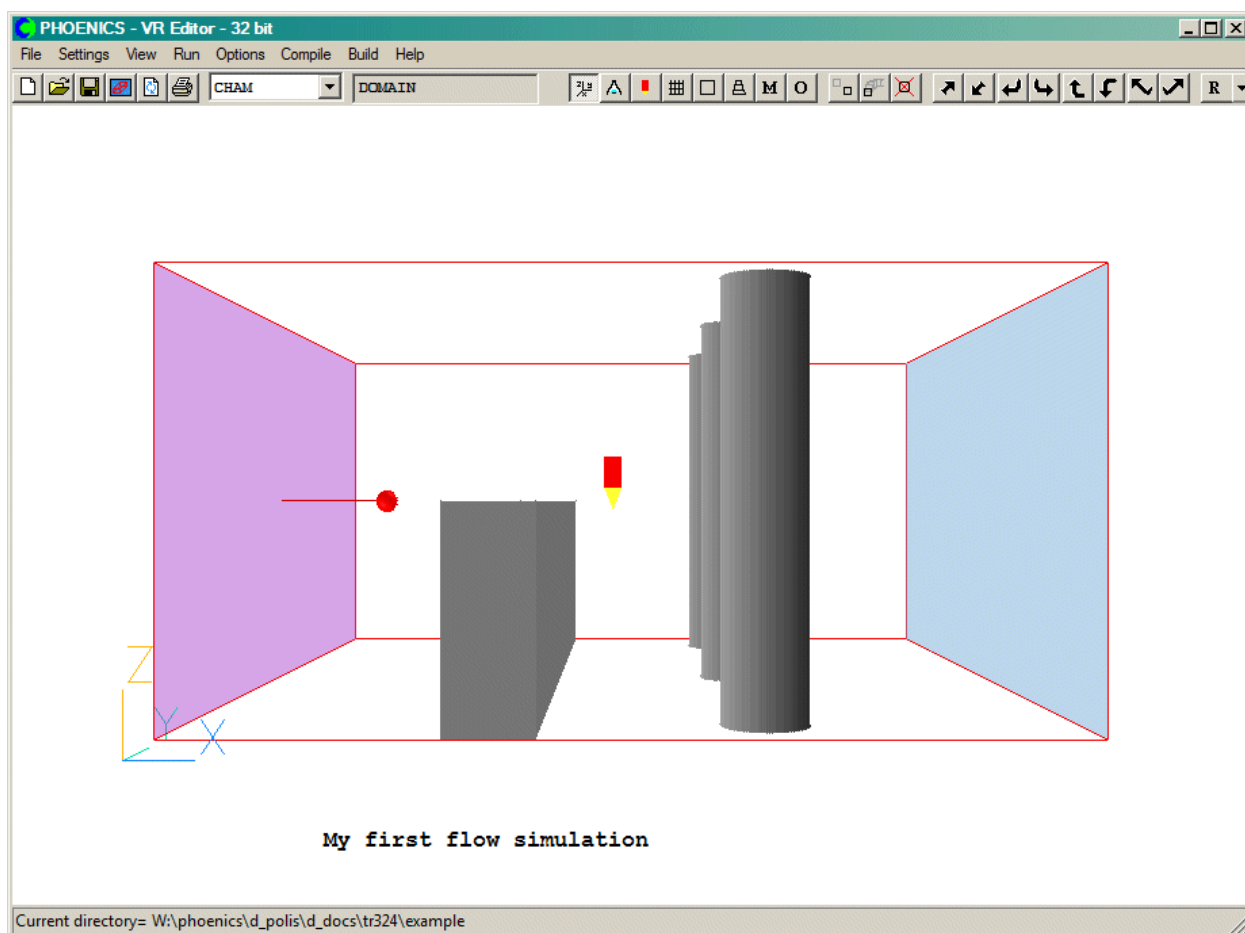 PHOENICS - VR Editor - 32 bit
File Settings View Run Options Compile Build Help
CHAM DOMAIN M O R
Z
Y
X
My first flow simulation
Current directory= W:\phoenics\d_polis\d_docs\tr324\example